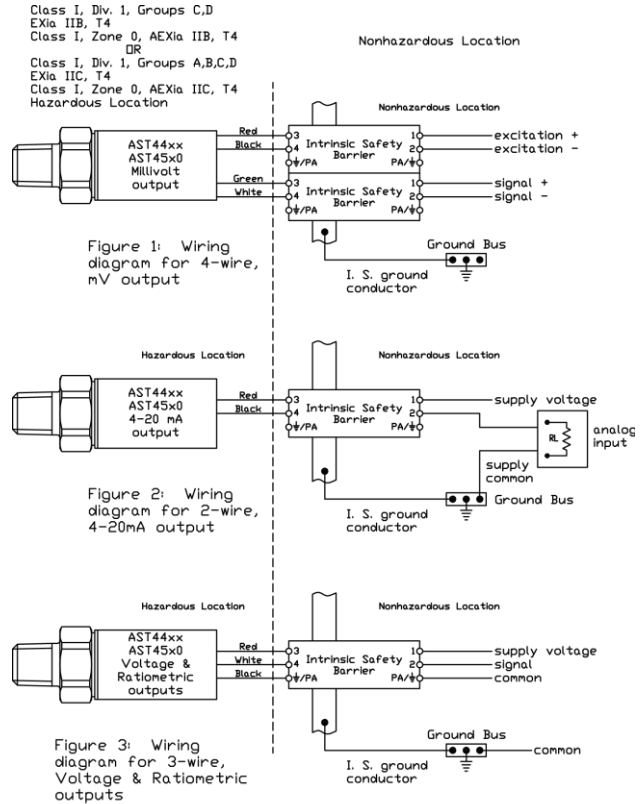 Class I, Div. 1, Groups C,D
EXia IIB, T4
Class I, Zone 0, AEXia IIB, T4
OR
Class I, Div. 1, Groups A,B,C,D
EXia IIC, T4
Class I, Zone 0, AEXia IIC, T4
Hazardous Location
Nonhazardous Location
Nonhazardous Location
AST44xx
AST45x0
Millivolt
output
Red
Black
Green
White
3
4
⏚/PA
Intrinsic Safety
Barrier
1
2
PA/⏚
excitation +
excitation -
3
4
⏚/PA
Intrinsic Safety
Barrier
1
2
PA/⏚
signal +
signal -
Figure 1: Wiring
diagram for 4-wire,
mV output
I. S. ground
conductor
Ground Bus
Hazardous Location
Nonhazardous Location
AST44xx
AST45x0
4-20 mA
output
Red
Black
3
4
⏚/PA
Intrinsic Safety
Barrier
1
2
PA/⏚
supply voltage
RL
analog
input
supply
common
Ground Bus
Figure 2: Wiring
diagram for 2-wire,
4-20mA output
I. S. ground
conductor
Hazardous Location
Nonhazardous Location
AST44xx
AST45x0
Voltage &
Ratiometric
outputs
Red
White
Black
3
4
⏚/PA
Intrinsic Safety
Barrier
1
2
PA/⏚
supply voltage
signal
common
Figure 3: Wiring
diagram for 3-wire,
Voltage & Ratiometric
outputs
I. S. ground
conductor
Ground Bus
common